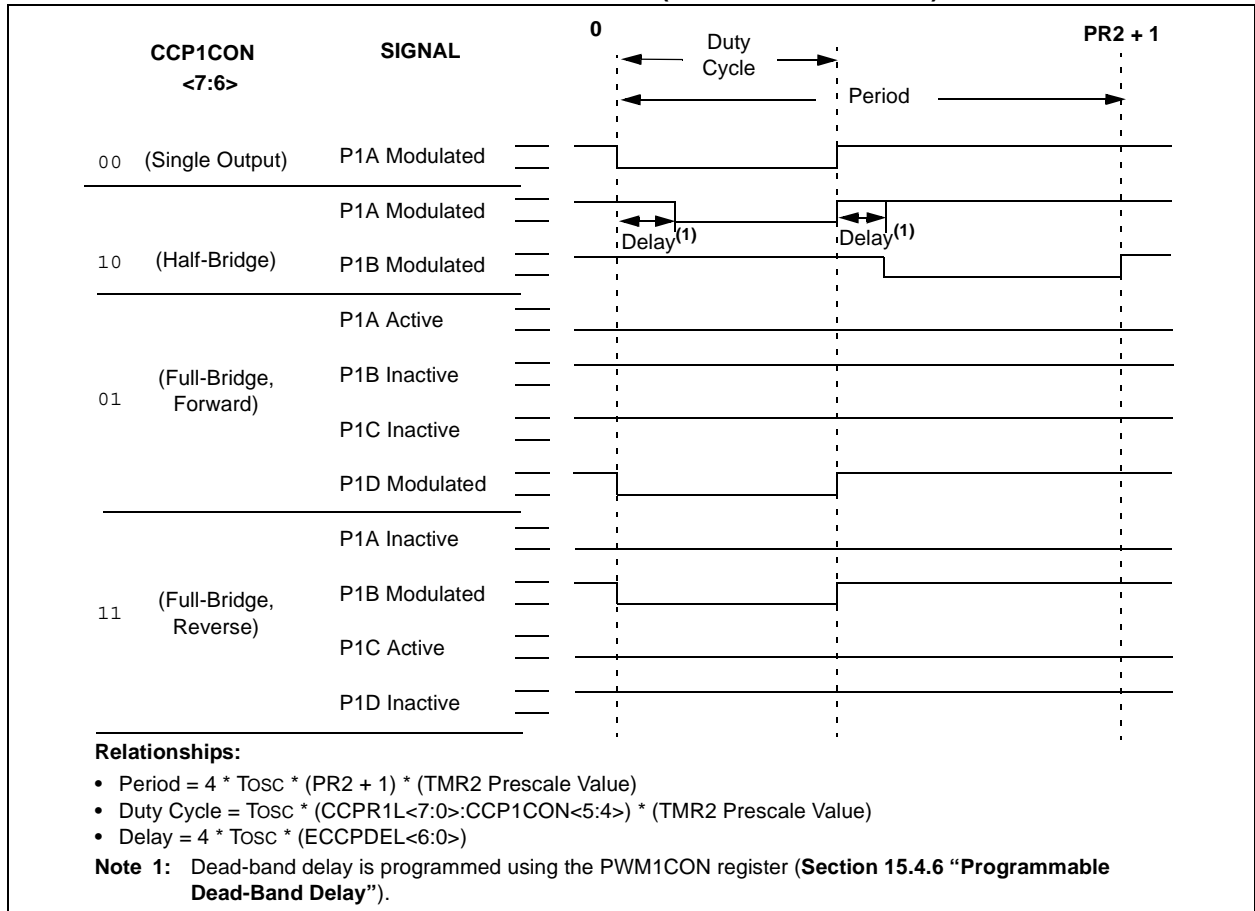 0
PR2 + 1
CCP1CON
<7:6>
SIGNAL
Duty
Cycle
Period
00 (Single Output) P1A Modulated
P1A Modulated
Delay(1)
Delay(1)
10 (Half-Bridge) P1B Modulated
P1A Active
01 (Full-Bridge,
Forward)
P1B Inactive
P1C Inactive
P1D Modulated
P1A Inactive
11 (Full-Bridge,
Reverse)
P1B Modulated
P1C Active
P1D Inactive
Relationships:
• Period = 4 * TOSC * (PR2 + 1) * (TMR2 Prescale Value)
• Duty Cycle = TOSC * (CCPR1L<7:0>:CCP1CON<5:4>) * (TMR2 Prescale Value)
• Delay = 4 * TOSC * (ECCPDEL<6:0>)
Note 1: Dead-band delay is programmed using the PWM1CON register (Section 15.4.6 “Programmable
Dead-Band Delay”).